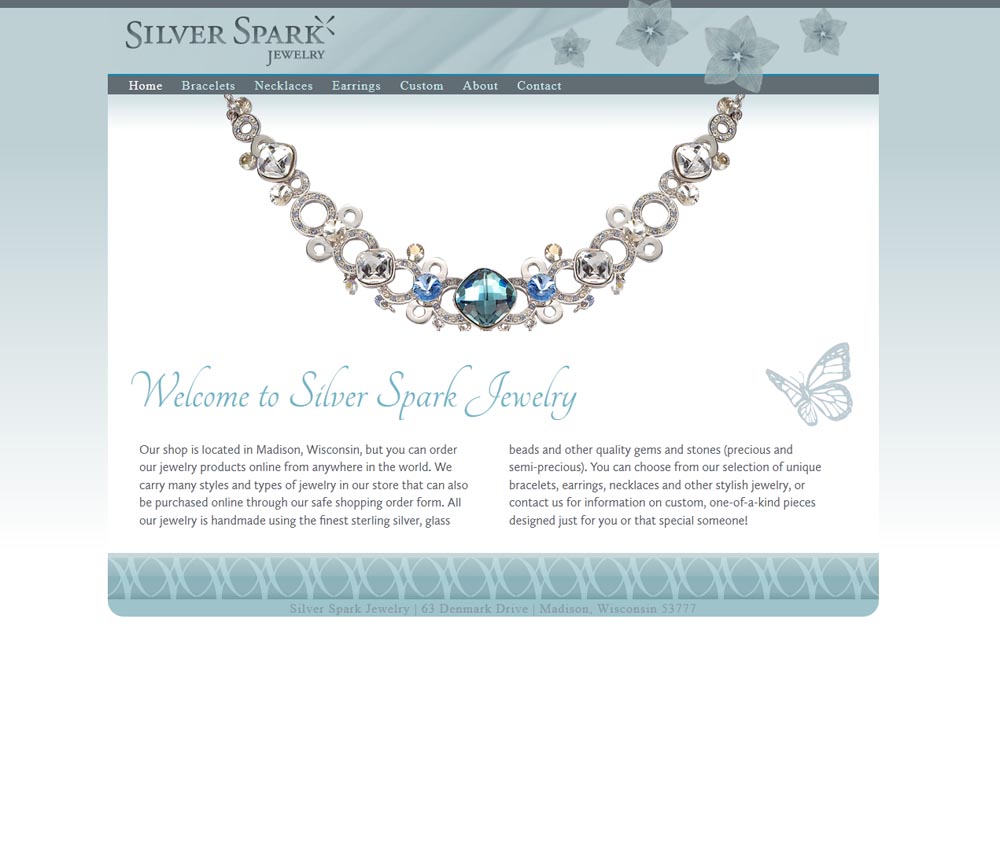 SILVER SPARK
JEWELRY
Home Bracelets Necklaces Earrings Custom About Contact
Welcome to Silver Spark Jewelry
Our shop is located in Madison, Wisconsin, but you can order
our jewelry products online from anywhere in the world. We
carry many styles and types of jewelry in our store that can also
be purchased online through our safe shopping order form. All
our jewelry is handmade using the finest sterling silver, glass
beads and other quality gems and stones (precious and
semi-precious). You can choose from our selection of unique
bracelets, earrings, necklaces and other stylish jewelry, or
contact us for information on custom, one-of-a-kind pieces
designed just for you or that special someone!
Silver Spark Jewelry | 63 Denmark Drive | Madison, Wisconsin 53777